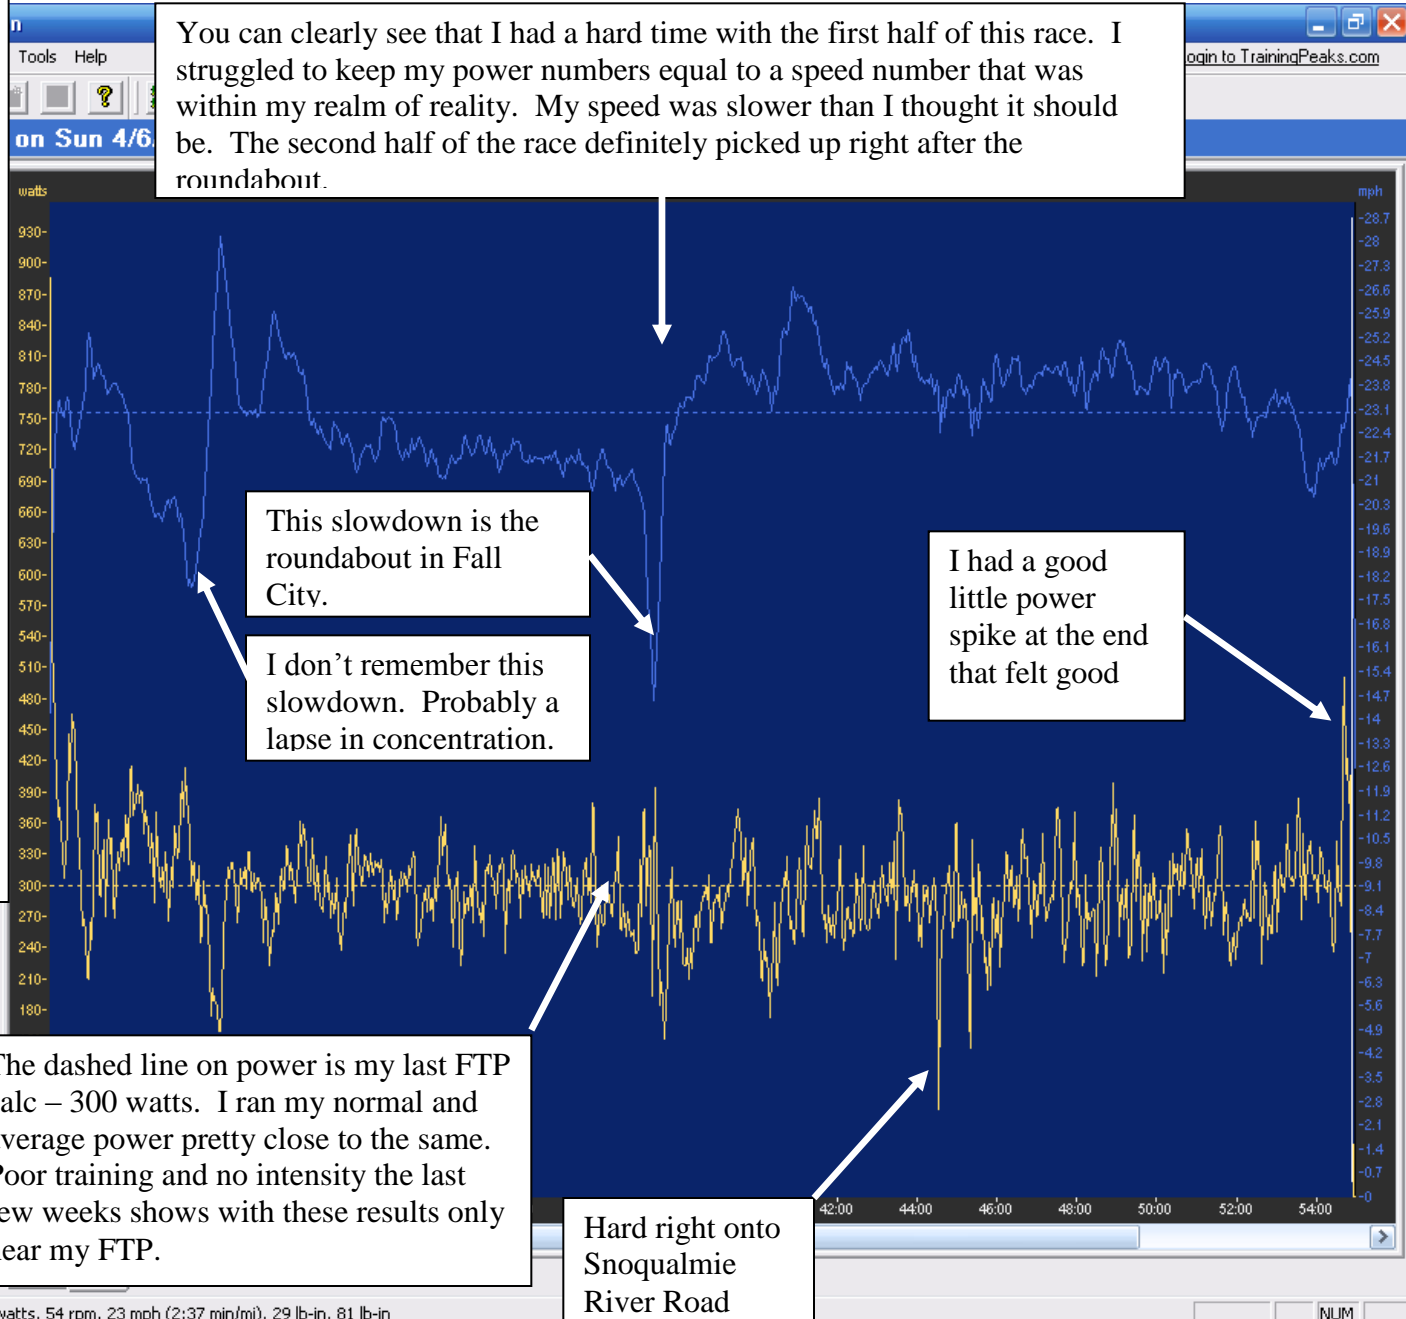 n
You can clearly see that I had a hard time with the first half of this race. I
struggled to keep my power numbers equal to a speed number that was
within my realm of reality. My speed was slower than I thought it should
be. The second half of the race definitely picked up right after the
roundabout.
Tools Help
ogin to TrainingPeaks.com
on Sun 4/6
watts
mph
930-
900-
870-
840-
810-
780-
750-
720-
690-
660-
630-
600-
570-
540-
510-
480-
450-
420-
390-
360-
330-
300-
270-
240-
210-
180-
-28.7
-28
-27.3
-26.6
-25.9
-25.2
-24.5
-23.8
-23.1
-22.4
-21.7
-21
-20.3
-19.6
-18.9
-18.2
-17.5
-16.8
-16.1
-15.4
-14.7
-14
-13.3
-12.6
-11.9
-11.2
-10.5
-9.8
-9.1
-8.4
-7.7
-7
-6.3
-5.6
-4.9
-4.2
-3.5
-2.8
-2.1
-1.4
-0.7
-0
This slowdown is the
roundabout in Fall
City.
I don’t remember this
slowdown. Probably a
lapse in concentration.
I had a good
little power
spike at the end
that felt good
The dashed line on power is my last FTP
alc – 300 watts. I ran my normal and
verage power pretty close to the same.
Poor training and no intensity the last
ew weeks shows with these results only
near my FTP.
Hard right onto
Snoqualmie
River Road
42:00 44:00 46:00 48:00 50:00 52:00 54:00
watts, 54 rpm, 23 mph (2:37 min/mi), 29 lb-in, 81 lb-in
NUM